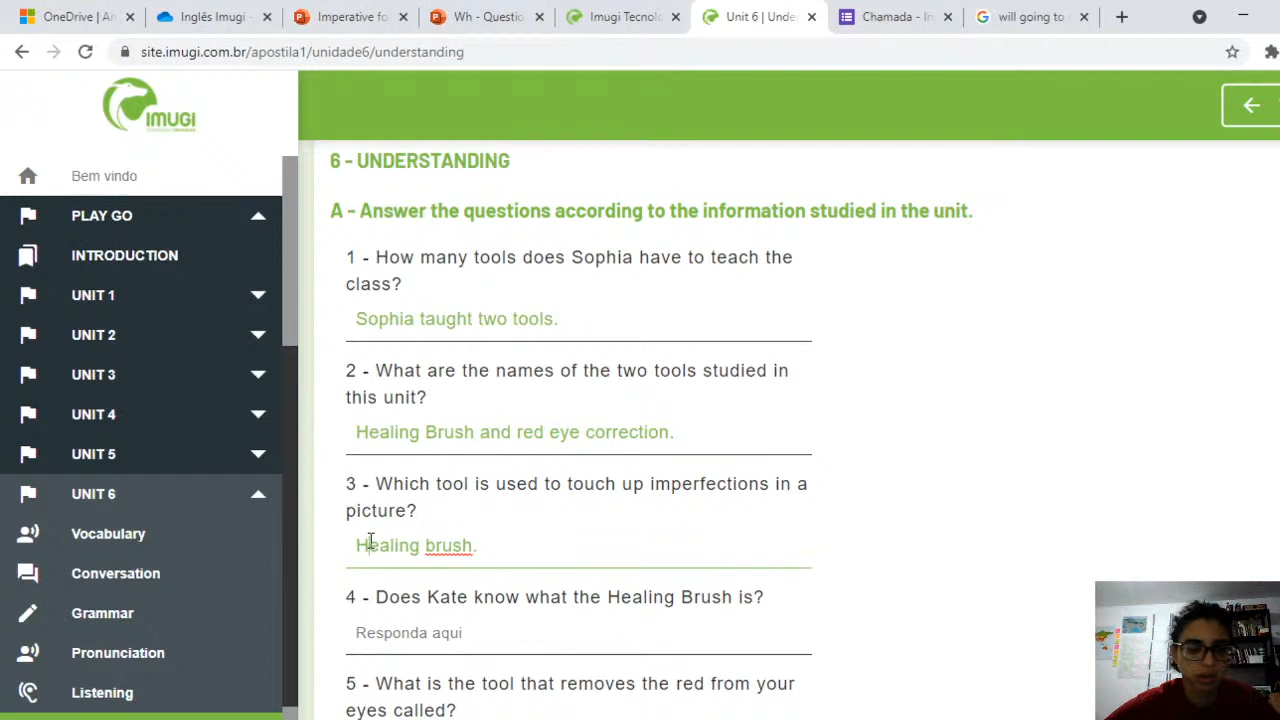 OneDrive | A
Inglês Imugi -
Imperative fo
Wh - Questio
Imugi Tecnolo
Unit 6 | Unde
Chamada - In
will going to
site.imugi.com.br/apostila1/unidade6/understanding
IMUGI
Bem vindo
PLAY GO
INTRODUCTION
UNIT 1
UNIT 2
UNIT 3
UNIT 4
UNIT 5
UNIT 6
Vocabulary
Conversation
Grammar
Pronunciation
Listening
6 - UNDERSTANDING
A - Answer the questions according to the information studied in the unit.
1 - How many tools does Sophia have to teach the
class?
Sophia taught two tools.
2 - What are the names of the two tools studied in
this unit?
Healing Brush and red eye correction.
3 - Which tool is used to touch up imperfections in a
picture?
Healing brush.
4 - Does Kate know what the Healing Brush is?
Responda aqui
5 - What is the tool that removes the red from your
eyes called?